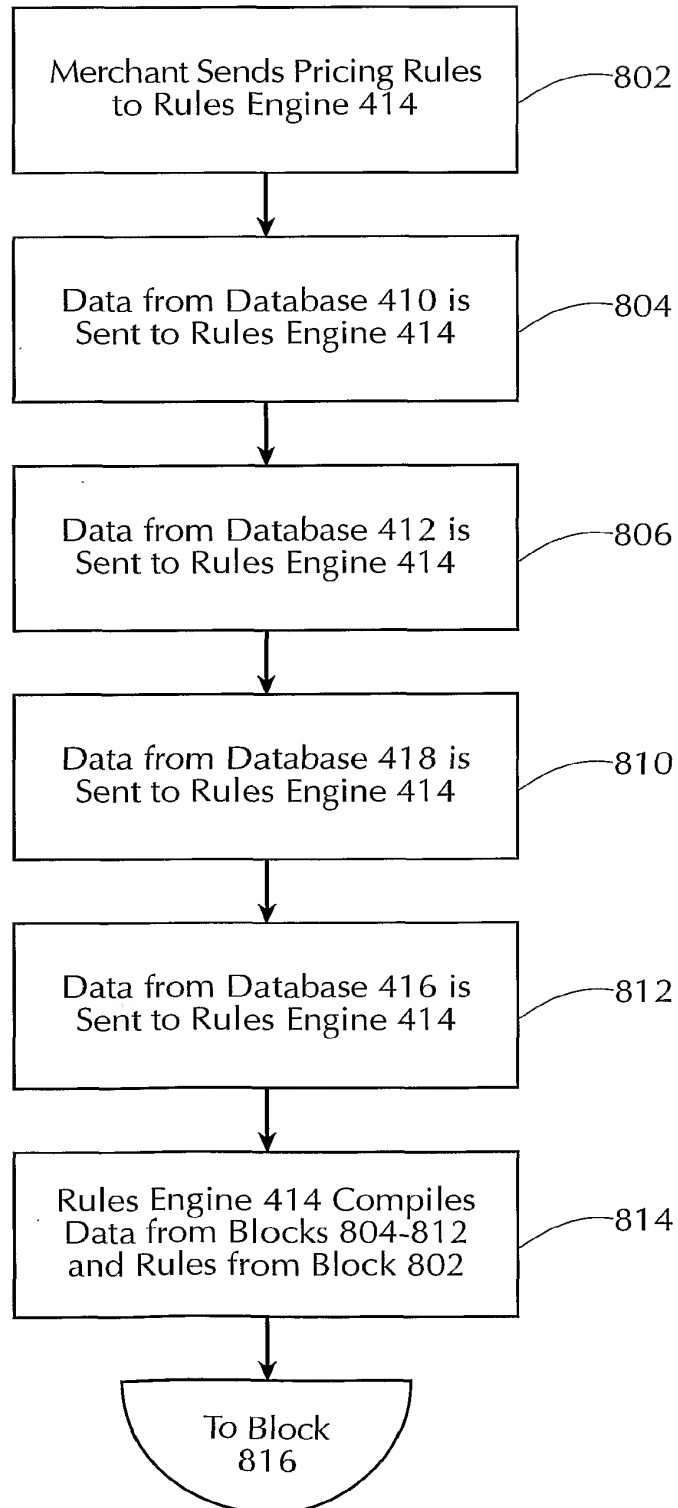 Merchant Sends Pricing Rules
to Rules Engine 414
802
Data from Database 410 is
Sent to Rules Engine 414
804
Data from Database 412 is
Sent to Rules Engine 414
806
Data from Database 418 is
Sent to Rules Engine 414
810
Data from Database 416 is
Sent to Rules Engine 414
812
Rules Engine 414 Compiles
Data from Blocks 804-812
and Rules from Block 802
814
To Block
816